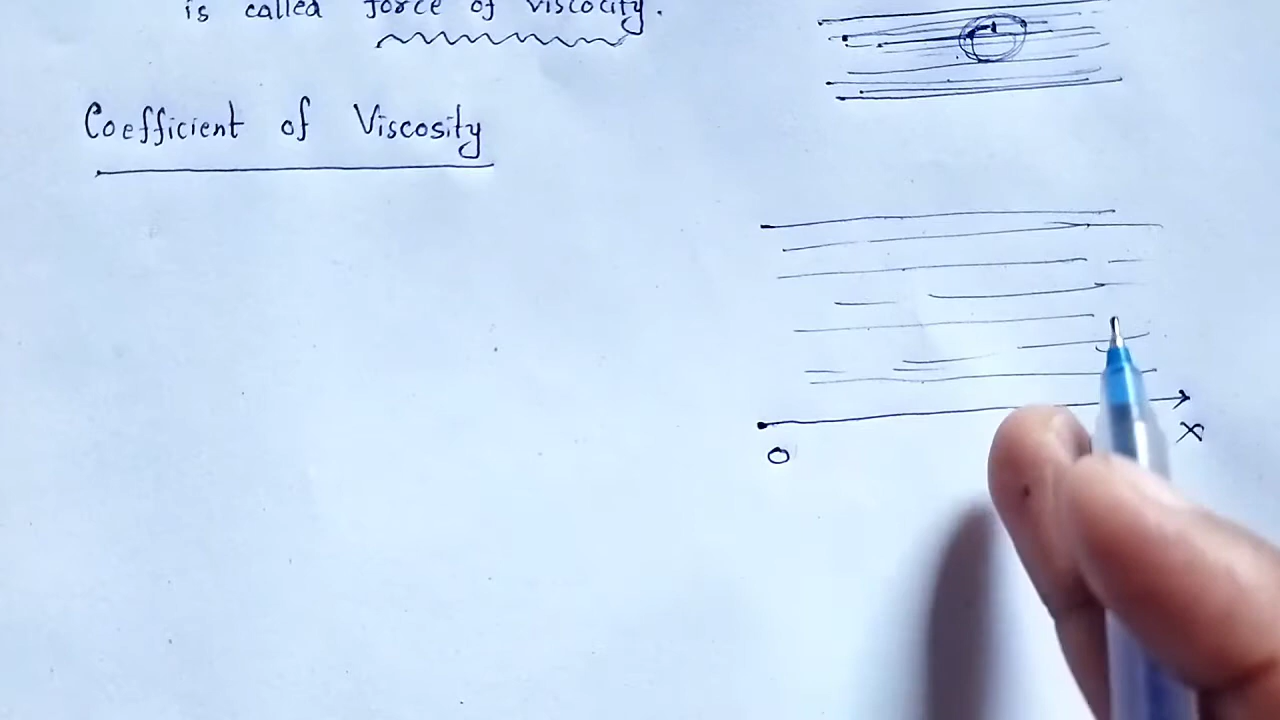 is called force of viscosity.
Coefficient of Viscosity
O
X